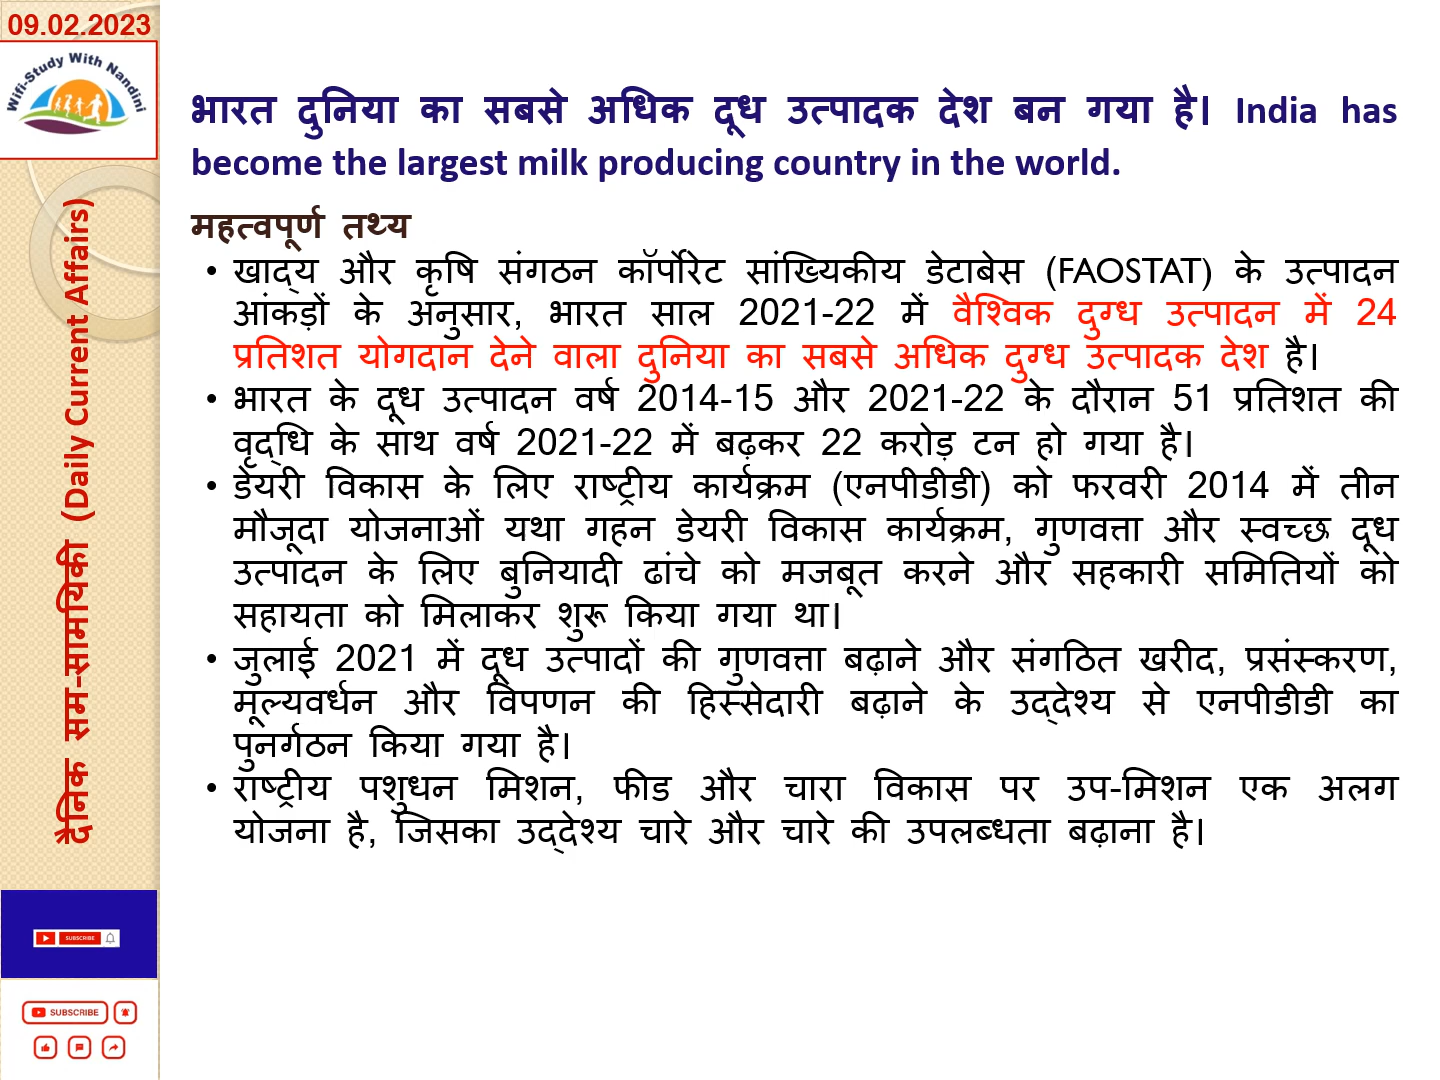 09.02.2023
Wifi-Study With Nandini
दैनिक सम-सामयिकी (Daily Current Affairs)
भारत दुनिया का सबसे अधिक दूध उत्पादक देश बन गया है। India has
become the largest milk producing country in the world.
महत्वपूर्ण तथ्य
• खाद्य और कृषि संगठन कॉर्पोरेट सांख्यिकीय डेटाबेस (FAOSTAT) के उत्पादन
आंकड़ों के अनुसार, भारत साल 2021-22 में वैश्विक दुग्ध उत्पादन में 24
प्रतिशत योगदान देने वाला दुनिया का सबसे अधिक दुग्ध उत्पादक देश है।
• भारत के दूध उत्पादन वर्ष 2014-15 और 2021-22 के दौरान 51 प्रतिशत की
वृद्धि के साथ वर्ष 2021-22 में बढ़कर 22 करोड़ टन हो गया है।
• डेयरी विकास के लिए राष्ट्रीय कार्यक्रम (एनपीडीडी) को फरवरी 2014 में तीन
मौजूदा योजनाओं यथा गहन डेयरी विकास कार्यक्रम, गुणवत्ता और स्वच्छ दूध
उत्पादन के लिए बुनियादी ढांचे को मजबूत करने और सहकारी समितियों को
सहायता को मिलाकर शुरू किया गया था।
• जुलाई 2021 में दूध उत्पादों की गुणवत्ता बढ़ाने और संगठित खरीद, प्रसंस्करण,
मूल्यवर्धन और विपणन की हिस्सेदारी बढ़ाने के उद्देश्य से एनपीडीडी का
पुनर्गठन किया गया है।
• राष्ट्रीय पशुधन मिशन, फीड और चारा विकास पर उप-मिशन एक अलग
योजना है, जिसका उद्देश्य चारे और चारे की उपलब्धता बढ़ाना है।
SUBSCRIBE
SUBSCRIBE